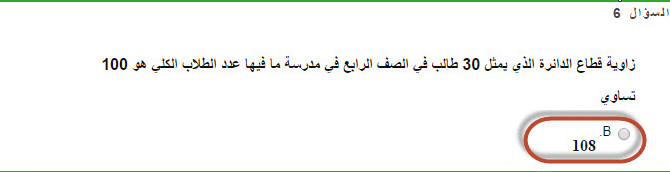 السؤال 6
زاوية قطاع الدائرة الذي يمثل 30 طالب في الصف الرابع في مدرسة ما فيها عدد الطلاب الكلي هو 100
تساوي
B.
108